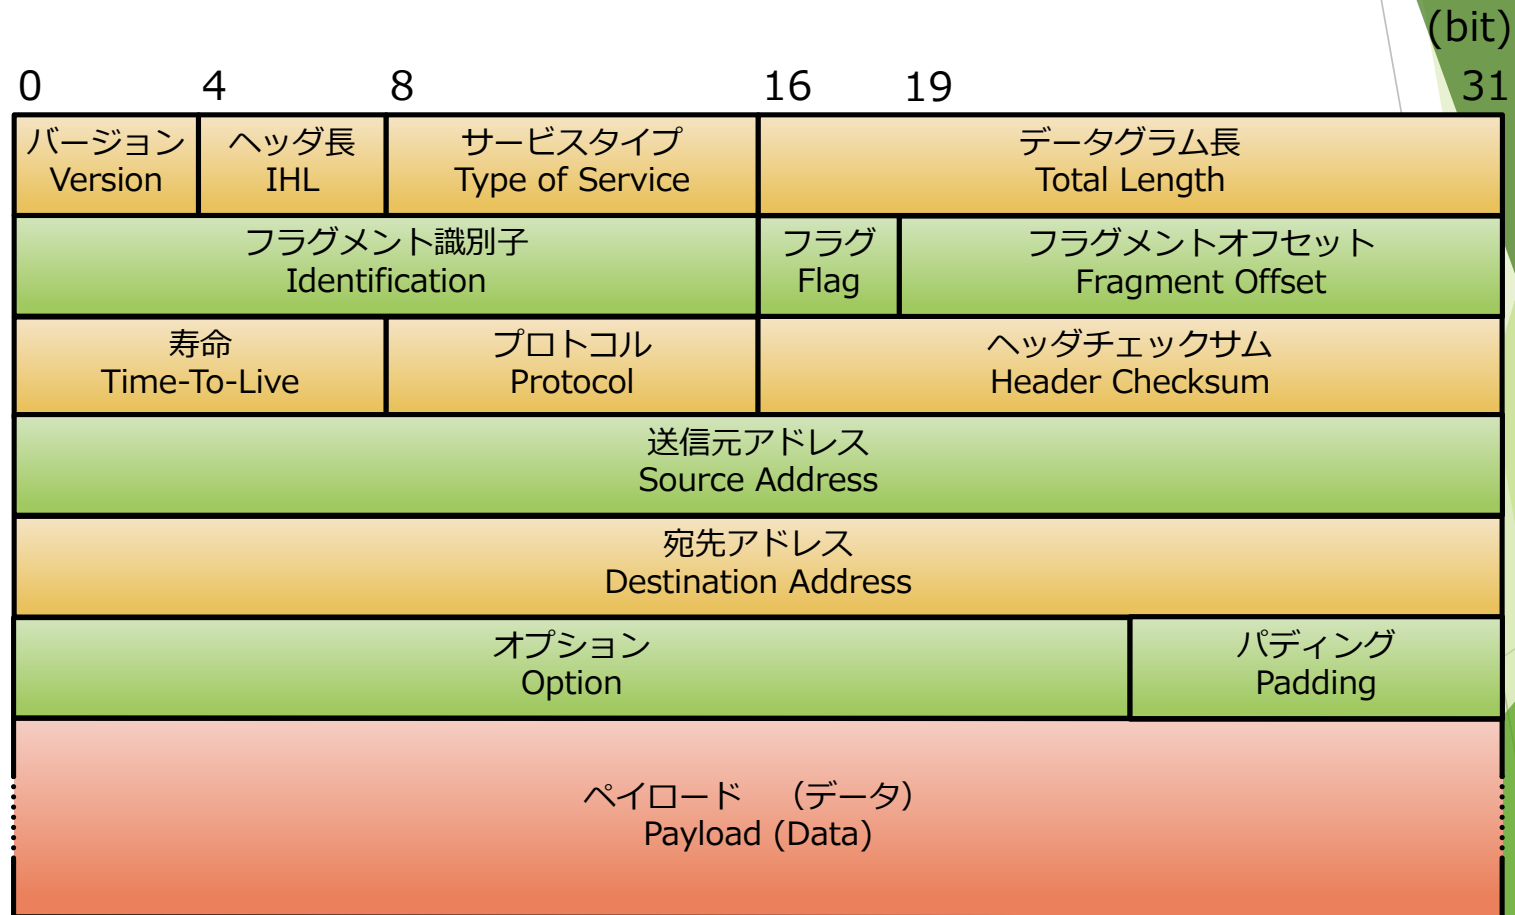 (bit)
0 4 8 16 19 31
バージョン ヘッダ長 サービスタイプ データグラム長
Version IHL Type of Service Total Length
フラグメント識別子 フラグ フラグメントオフセット
Identification Flag Fragment Offset
寿命 プロトコル ヘッダチェックサム
Time-To-Live Protocol Header Checksum
送信元アドレス
Source Address
宛先アドレス
Destination Address
オプション パディング
Option Padding
ペイロード （データ）
Payload (Data)